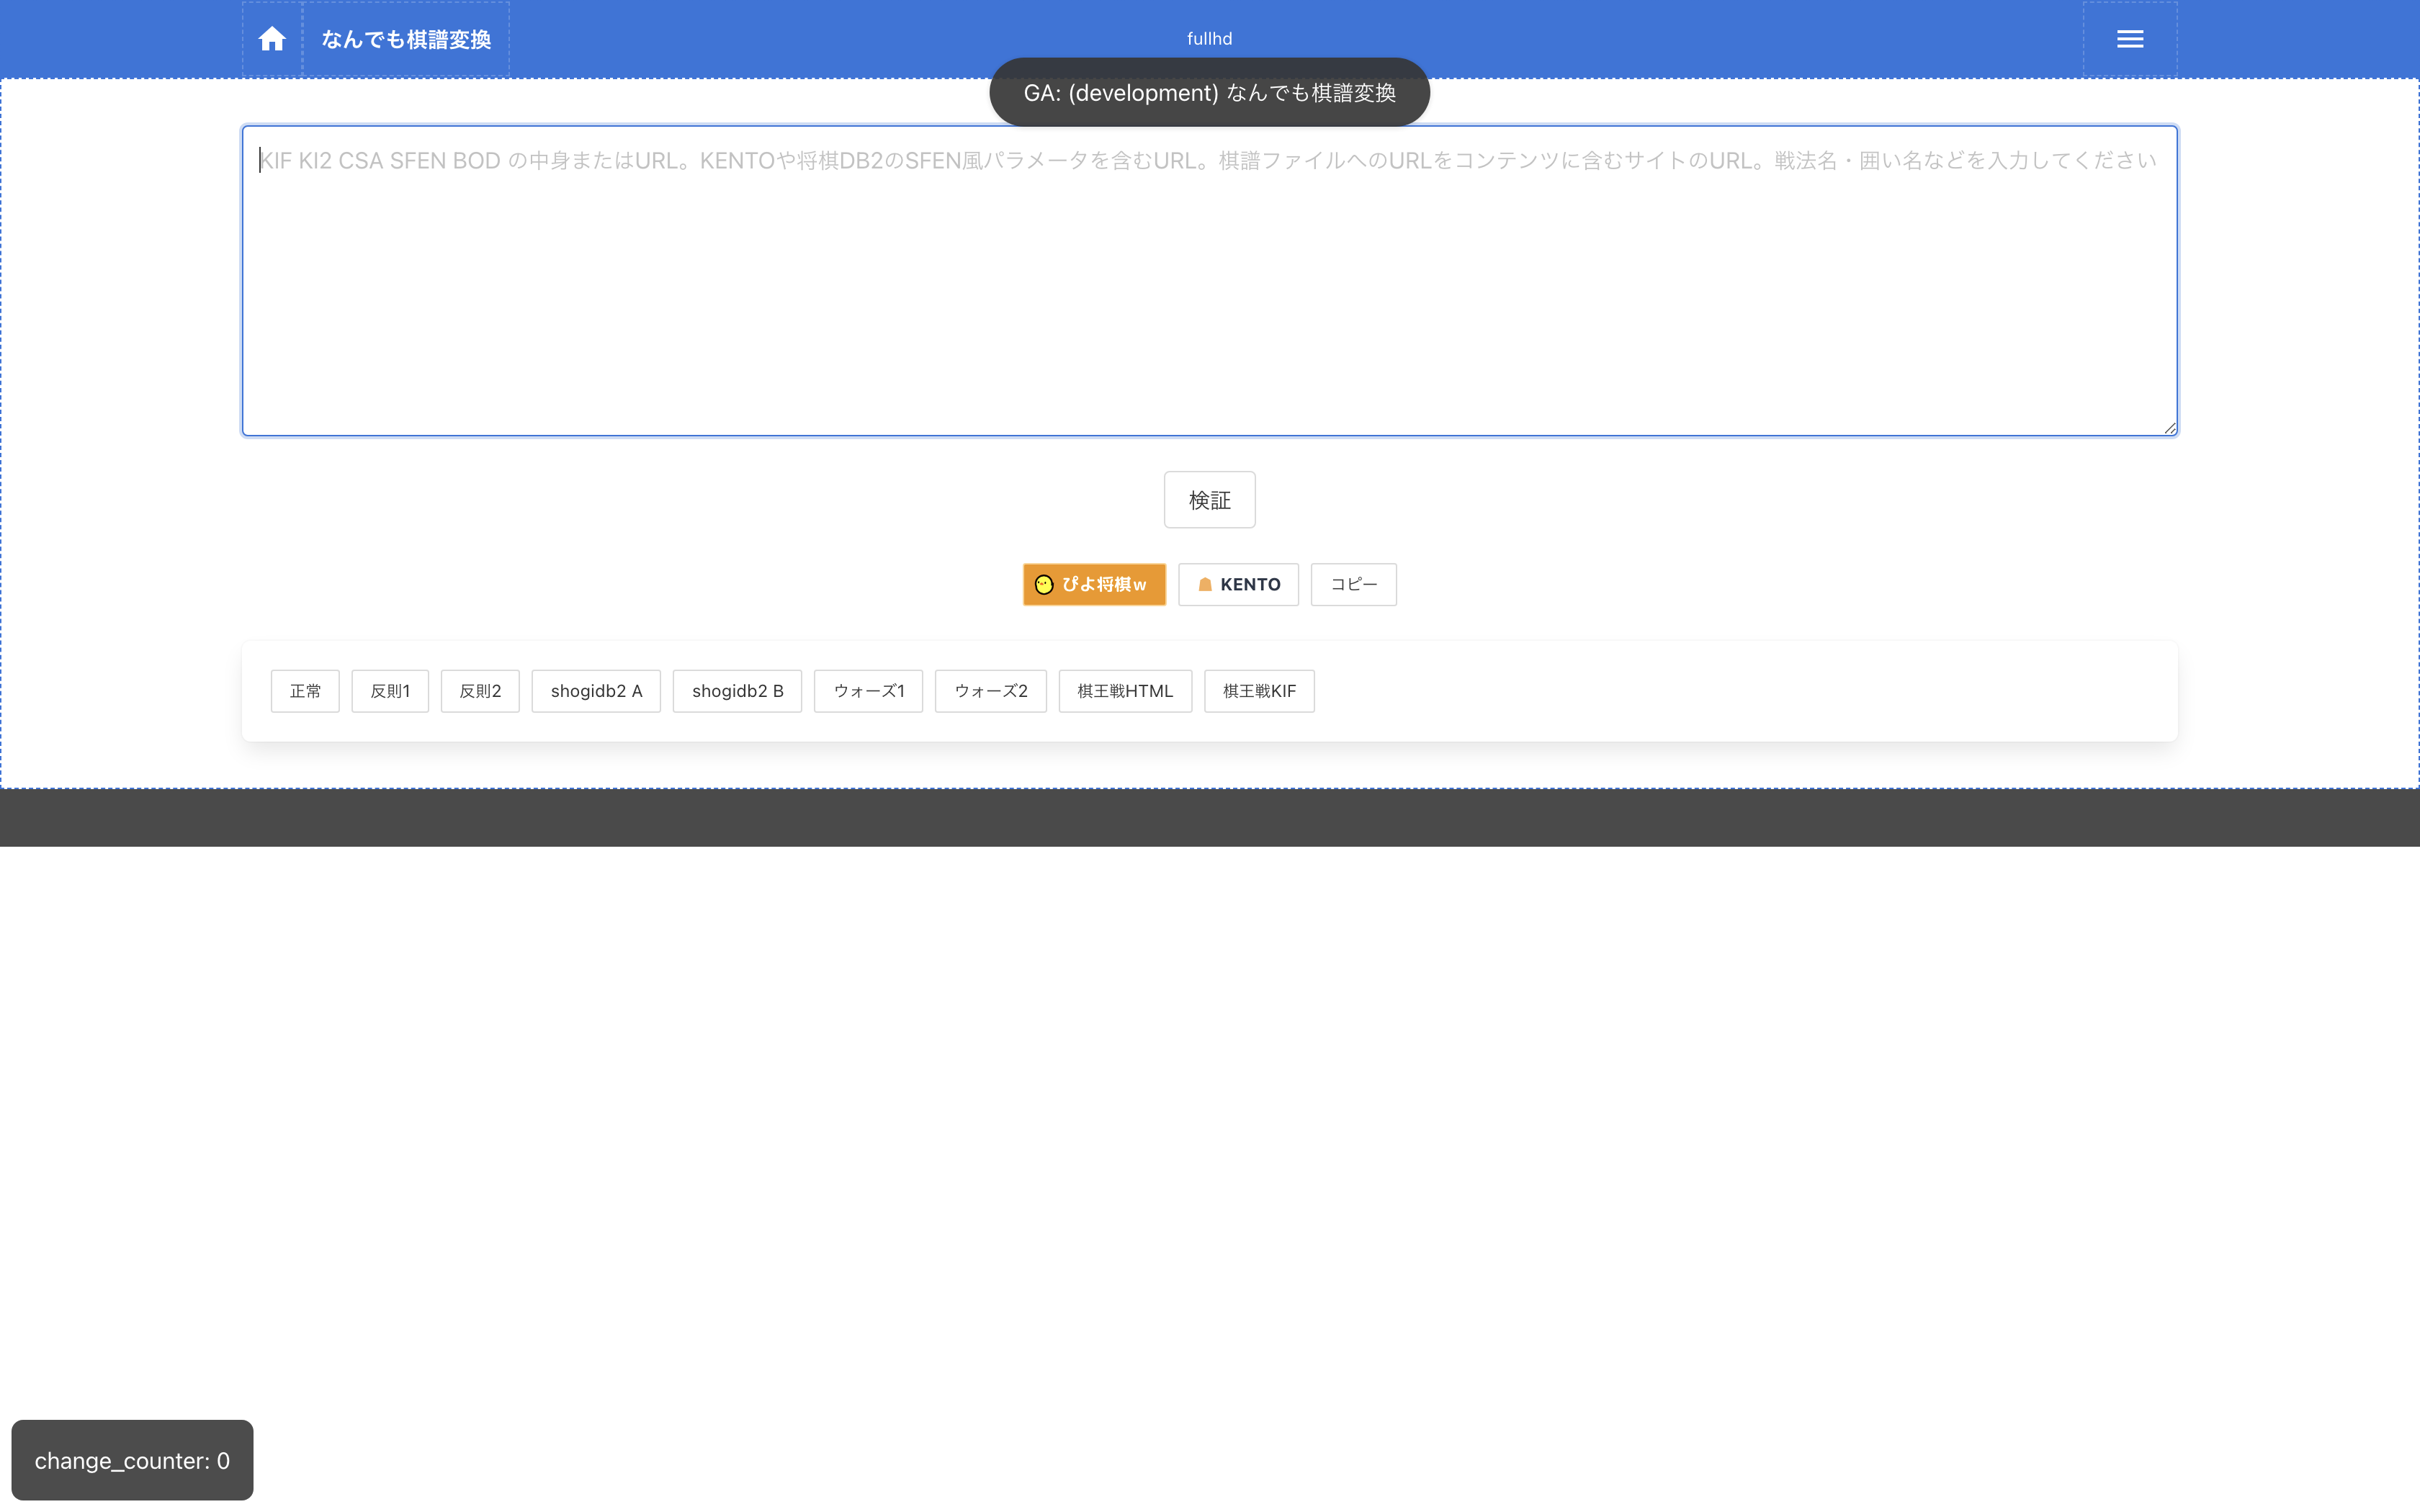 なんでも棋譜変換
fullhd
GA: (development) なんでも棋譜変換
KIF KI2 CSA SFEN BOD の中身またはURL。KENTOや将棋DB2のSFEN風パラメータを含むURL。棋譜ファイルへのURLをコンテンツに含むサイトのURL。戦法名・囲い名などを入力してください
検証
ぴよ将棋w KENTO コピー
正常 反則1 反則2 shogidb2 A shogidb2 B ウォーズ1 ウォーズ2 棋王戦HTML 棋王戦KIF
change_counter: 0